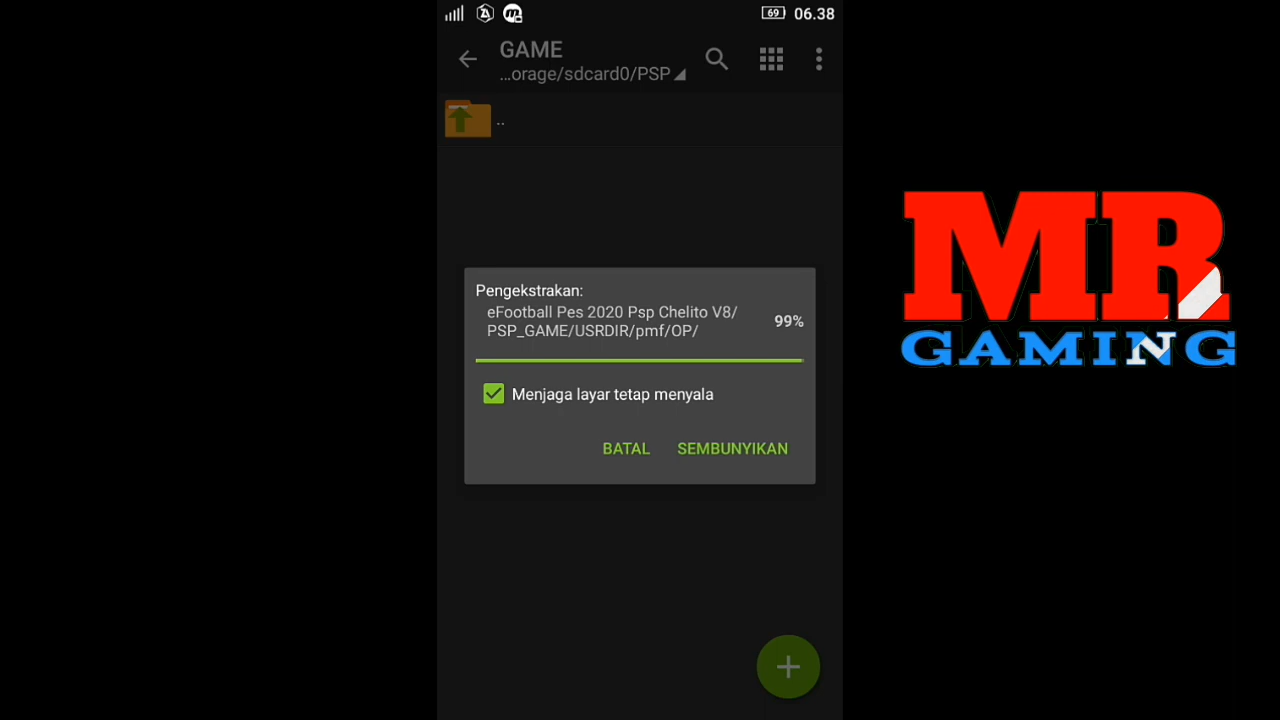 69 06.38
GAME
...orage/sdcard0/PSP
..
Pengekstrakan:
eFootball Pes 2020 Psp Chelito V8/
PSP_GAME/USRDIR/pmf/OP/
99%
Menjaga layar tetap menyala
BATAL SEMBUNYIKAN
MR
GAMING